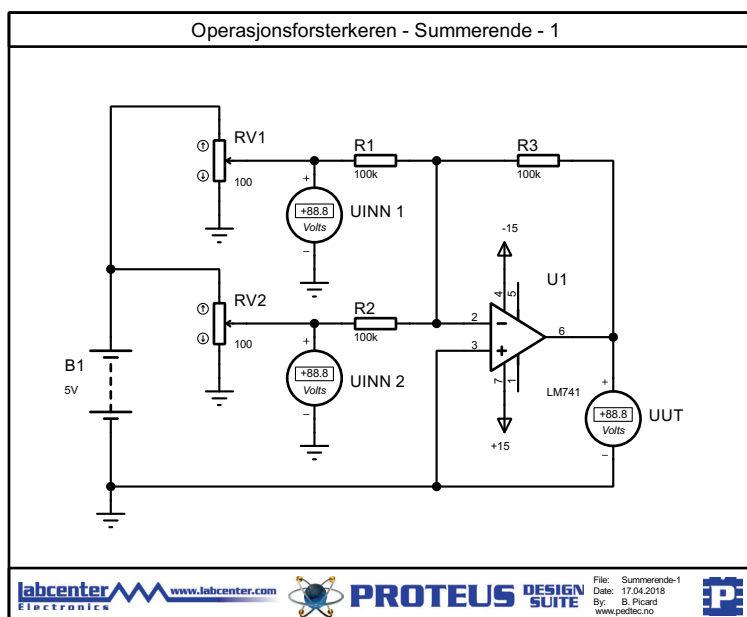 Operasjonsforsterkeren - Summerende - 1
RV1
100
R1
100k
R3
100k
+
+88.8
Volts
−
UINN 1
-15
U1
4
5
RV2
100
R2
100k
2
3
6
7
1
LM741
+15
B1
5V
+
+88.8
Volts
−
UINN 2
+
+88.8
Volts
−
UUT
labcenter
Electronics
www.labcenter.com
PROTEUS DESIGN SUITE
File: Summerende-1
Date: 17.04.2018
By: B. Picard
www.pedtec.no
P